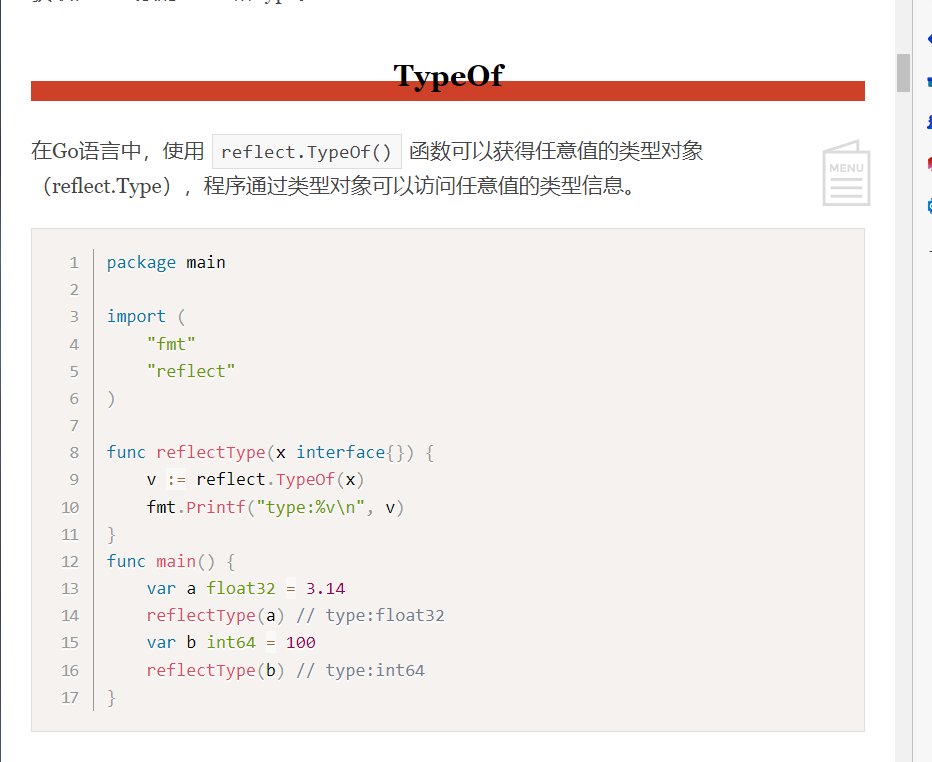 TypeOf
在Go语言中，使用 reflect.TypeOf() 函数可以获得任意值的类型对象
（reflect.Type），程序通过类型对象可以访问任意值的类型信息。
MENU
1 package main
2
3 import (
4     "fmt"
5     "reflect"
6 )
7
8 func reflectType(x interface{}) {
9     v := reflect.TypeOf(x)
10     fmt.Printf("type:%v\n", v)
11 }
12 func main() {
13     var a float32 = 3.14
14     reflectType(a) // type:float32
15     var b int64 = 100
16     reflectType(b) // type:int64
17 }